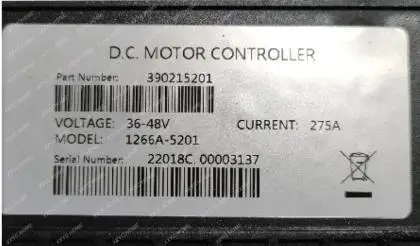 D.C. MOTOR CONTROLLER
Part Number: 390215201
VOLTAGE: 36-48V CURRENT: 275A
MODEL: 1266A-5201
Serial Number: 22018C, 00003137